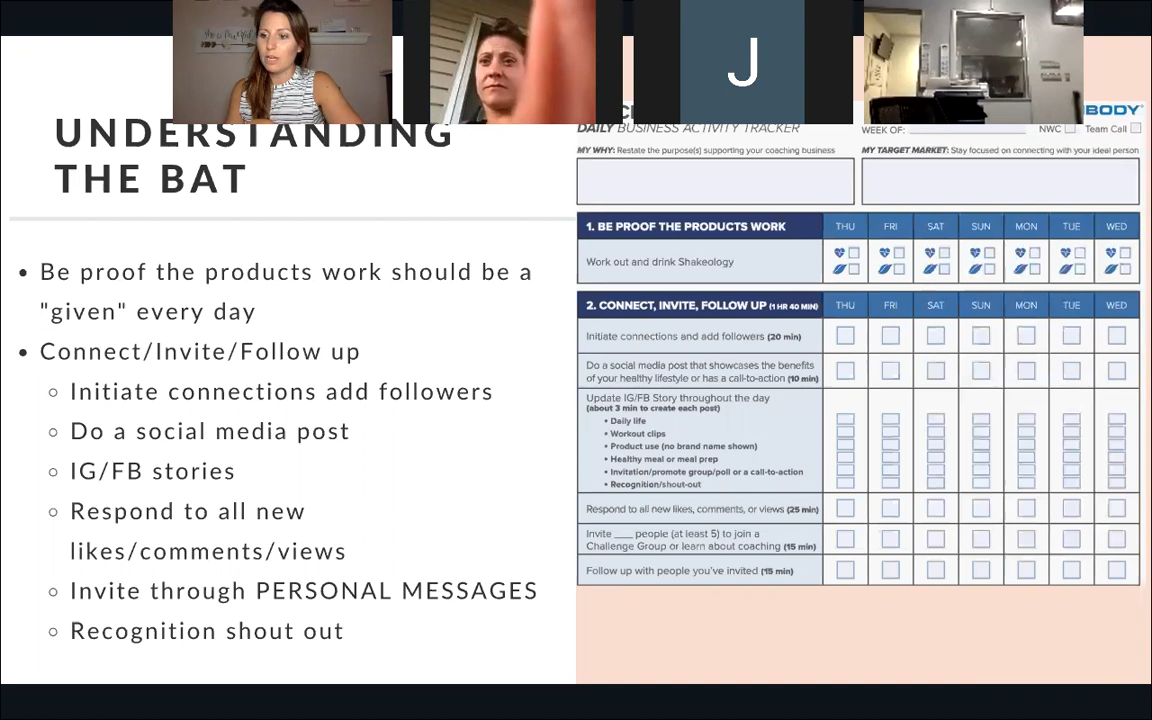 J
UNDERSTANDING
THE BAT
Be proof the products work should be a
"given" every day
Connect/Invite/Follow up
Initiate connections add followers
Do a social media post
IG/FB stories
Respond to all new
likes/comments/views
Invite through PERSONAL MESSAGES
Recognition shout out
BODY
DAILY BUSINESS ACTIVITY TRACKER
WEEK OF:
NWC
Team Call
MY WHY: Restate the purpose(s) supporting your coaching business
MY TARGET MARKET: Stay focused on connecting with your ideal person
1. BE PROOF THE PRODUCTS WORK THU FRI SAT SUN MON TUE WED
Work out and drink Shakeology
2. CONNECT, INVITE, FOLLOW UP (1 HR 40 MIN) THU FRI SAT SUN MON TUE WED
Initiate connections and add followers (20 min)
Do a social media post that showcases the benefits
of your healthy lifestyle or has a call-to-action (10 min)
Update IG/FB Story throughout the day
(about 3 min to create each post)
• Daily life
• Workout clips
• Product use (no brand name shown)
• Healthy meal or meal prep
• Invitation/promote group/poll or a call-to-action
• Recognition/shout-out
Respond to all new likes, comments, or views (25 min)
Invite ___ people (at least 5) to join a
Challenge Group or learn about coaching (15 min)
Follow up with people you've invited (15 min)